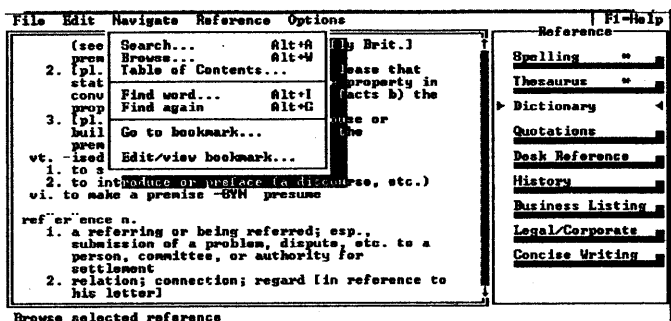 File Edit Navigate Reference Options F1=Help
(see Search... Alt+A ly Brit.]
prem Browse... Alt+W
2. [pl. Table of Contents... ease that
stat property in
conv Find word... Alt+I facts b) the
prop Find again Alt+G
3. [pl. use or
buil Go to bookmark... the
prem
vt. -ised Edit/view bookmark...
1. to s
2. to introduce or preface (a discourse, etc.)
vi. to make a premise —SYN presume
ref¨er¨ence n.
1. a referring or being referred; esp.,
submission of a problem, dispute, etc. to a
person, committee, or authority for
settlement
2. relation; connection; regard [in reference to
his letter]
Reference
Spelling
Thesaurus
Dictionary
Quotations
Desk Reference
History
Business Listing
Legal/Corporate
Concise Writing
Browse selected reference